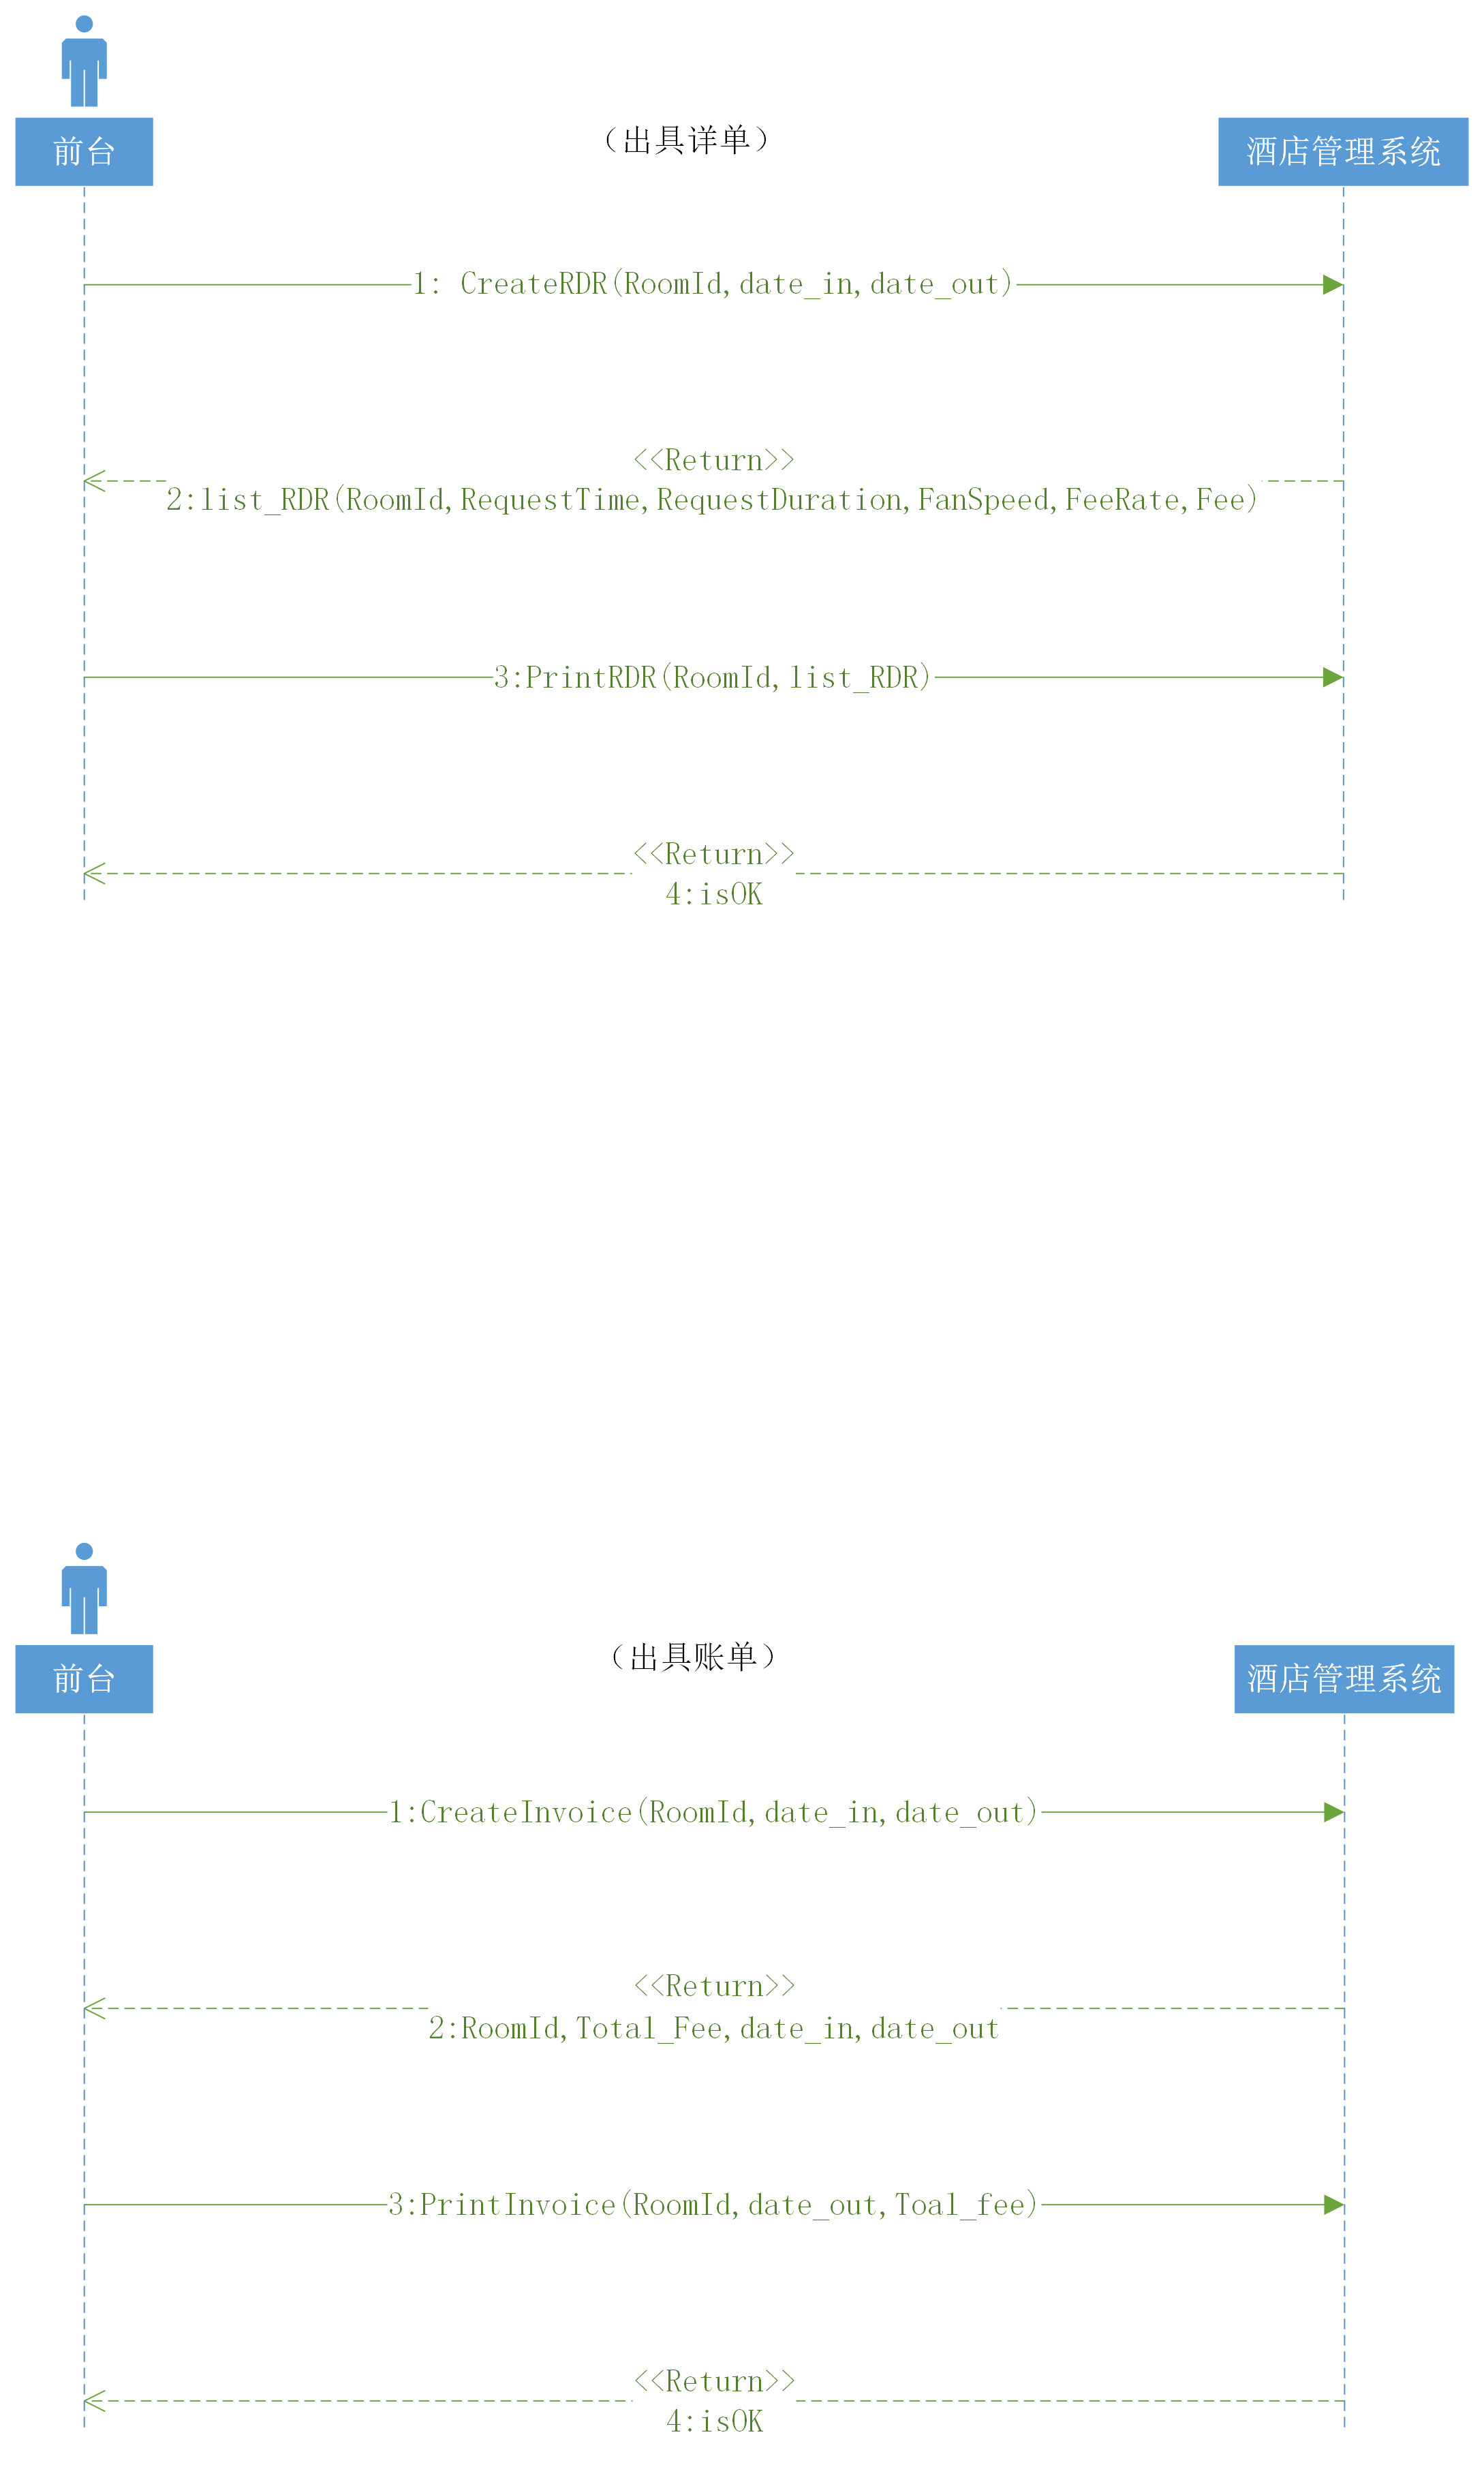 前台
（出具详单）
酒店管理系统
1: CreateRDR(RoomId,date_in,date_out)
<<Return>>
2:list_RDR(RoomId,RequestTime,RequestDuration,FanSpeed,FeeRate,Fee)
3:PrintRDR(RoomId,list_RDR)
<<Return>>
4:isOK
前台
（出具账单）
酒店管理系统
1:CreateInvoice(RoomId,date_in,date_out)
<<Return>>
2:RoomId,Total_Fee,date_in,date_out
3:PrintInvoice(RoomId,date_out,Toal_fee)
<<Return>>
4:isOK